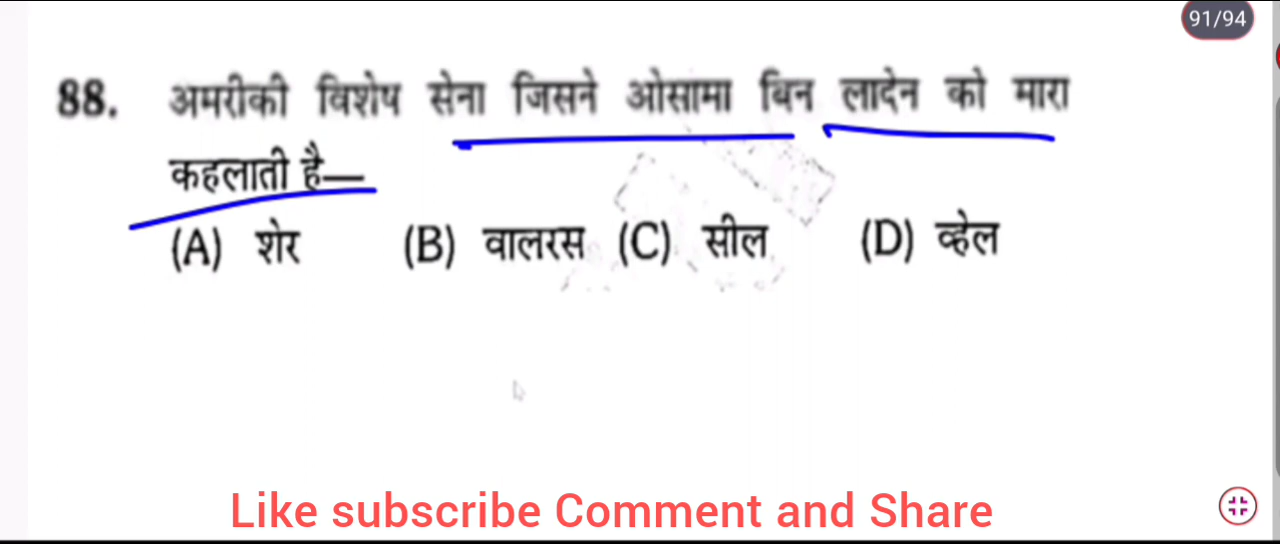 91/94
88. अमरीकी विशेष सेना जिसने ओसामा बिन लादेन को मारा
कहलाती है—
(A) शेर (B) वालरस (C) सील (D) व्हेल
Like subscribe Comment and Share